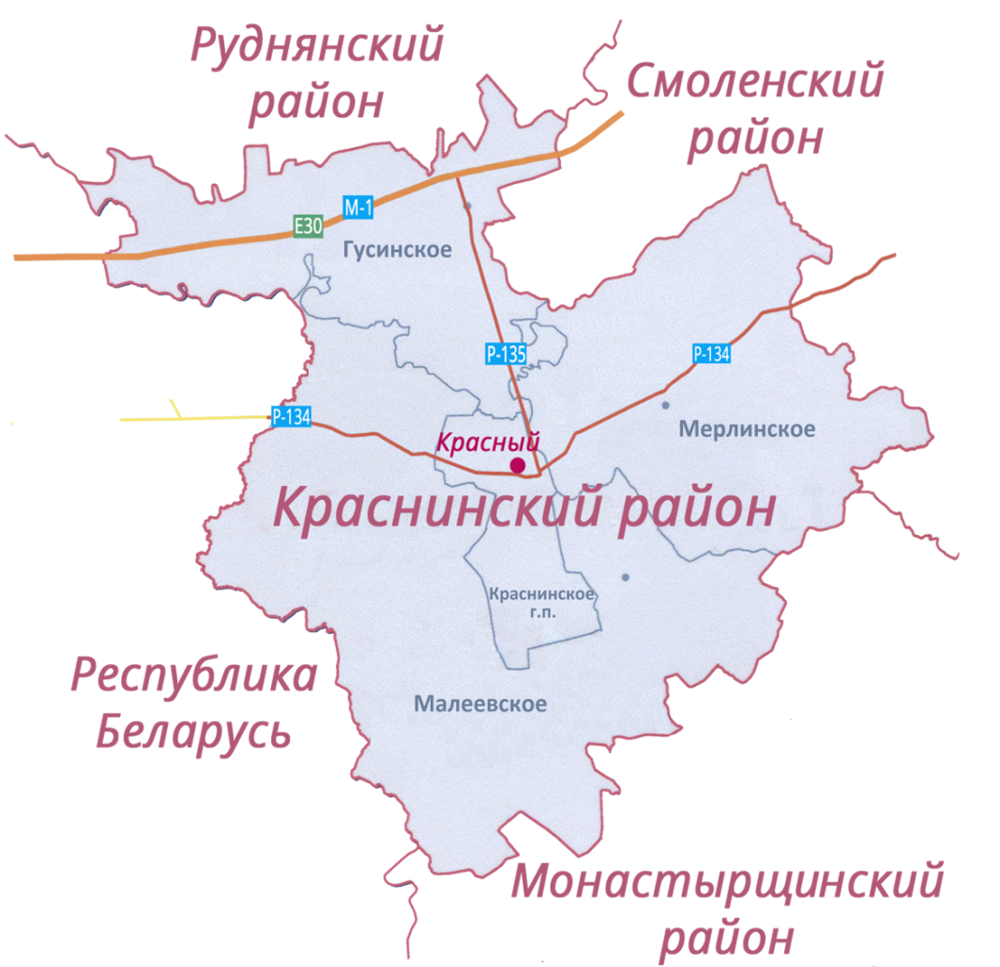 Руднянский
район
Смоленский
район
М-1
Е30
Гусинское
Р-135
Р-134
Р-134
Мерлинское
Красный
Краснинский район
Краснинское
г.п.
Республика
Беларусь
Малеевское
Монастырщинский
район